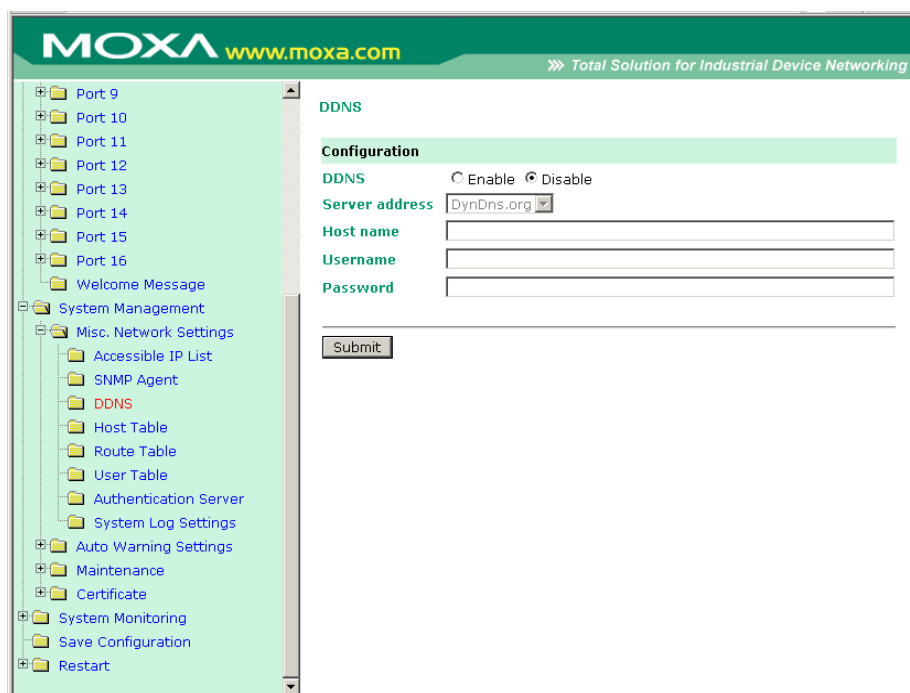 MOXA www.moxa.com
Total Solution for Industrial Device Networking
Port 9
Port 10
Port 11
Port 12
Port 13
Port 14
Port 15
Port 16
Welcome Message
System Management
Misc. Network Settings
Accessible IP List
SNMP Agent
DDNS
Host Table
Route Table
User Table
Authentication Server
System Log Settings
Auto Warning Settings
Maintenance
Certificate
System Monitoring
Save Configuration
Restart
DDNS
Configuration
DDNS Enable Disable
Server address DynDns.org
Host name
Username
Password
Submit